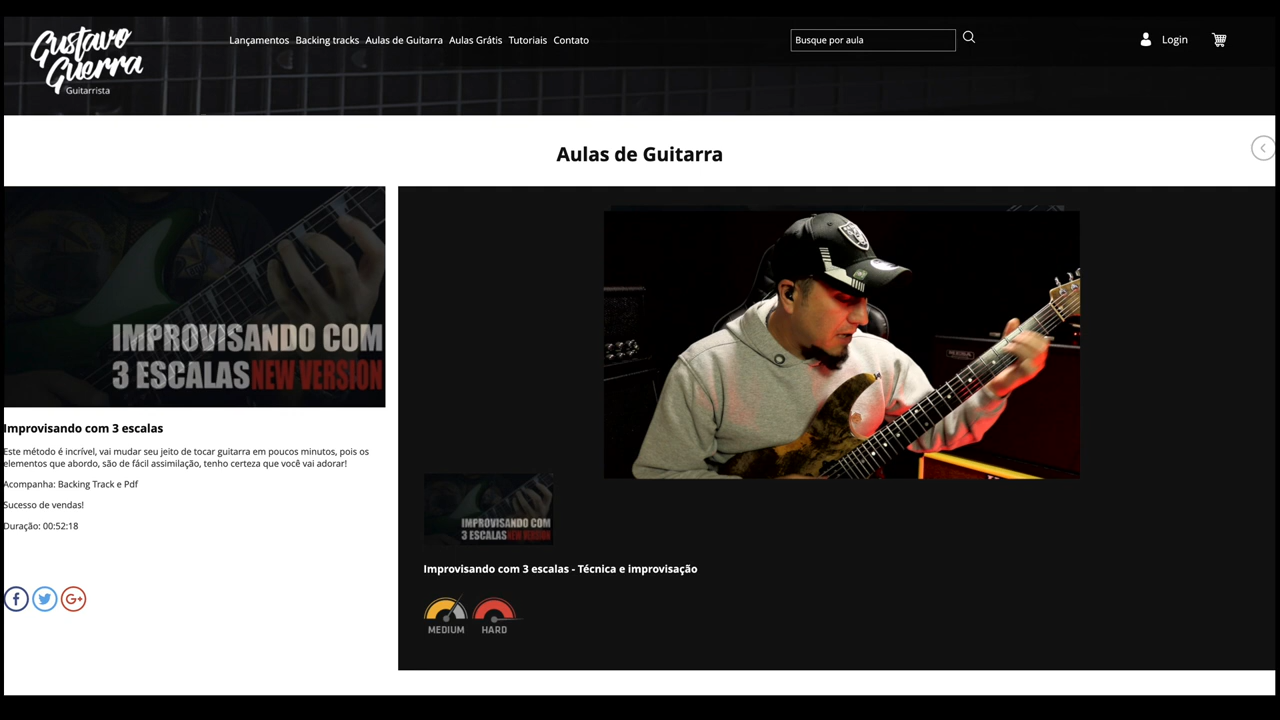 Gustavo
Guerra
Guitarrista
Lançamentos Backing tracks Aulas de Guitarra Aulas Grátis Tutoriais Contato
Busque por aula
Login
Aulas de Guitarra
IMPROVISANDO COM
3 ESCALAS NEW VERSION
Improvisando com 3 escalas
Este método é incrível, vai mudar seu jeito de tocar guitarra em poucos minutos, pois os
elementos que abordo, são de fácil assimilação, tenho certeza que você vai adorar!
Acompanha: Backing Track e Pdf
Sucesso de vendas!
Duração: 00:52:18
IMPROVISANDO COM
3 ESCALAS NEW VERSION
Improvisando com 3 escalas - Técnica e improvisação
MEDIUM HARD